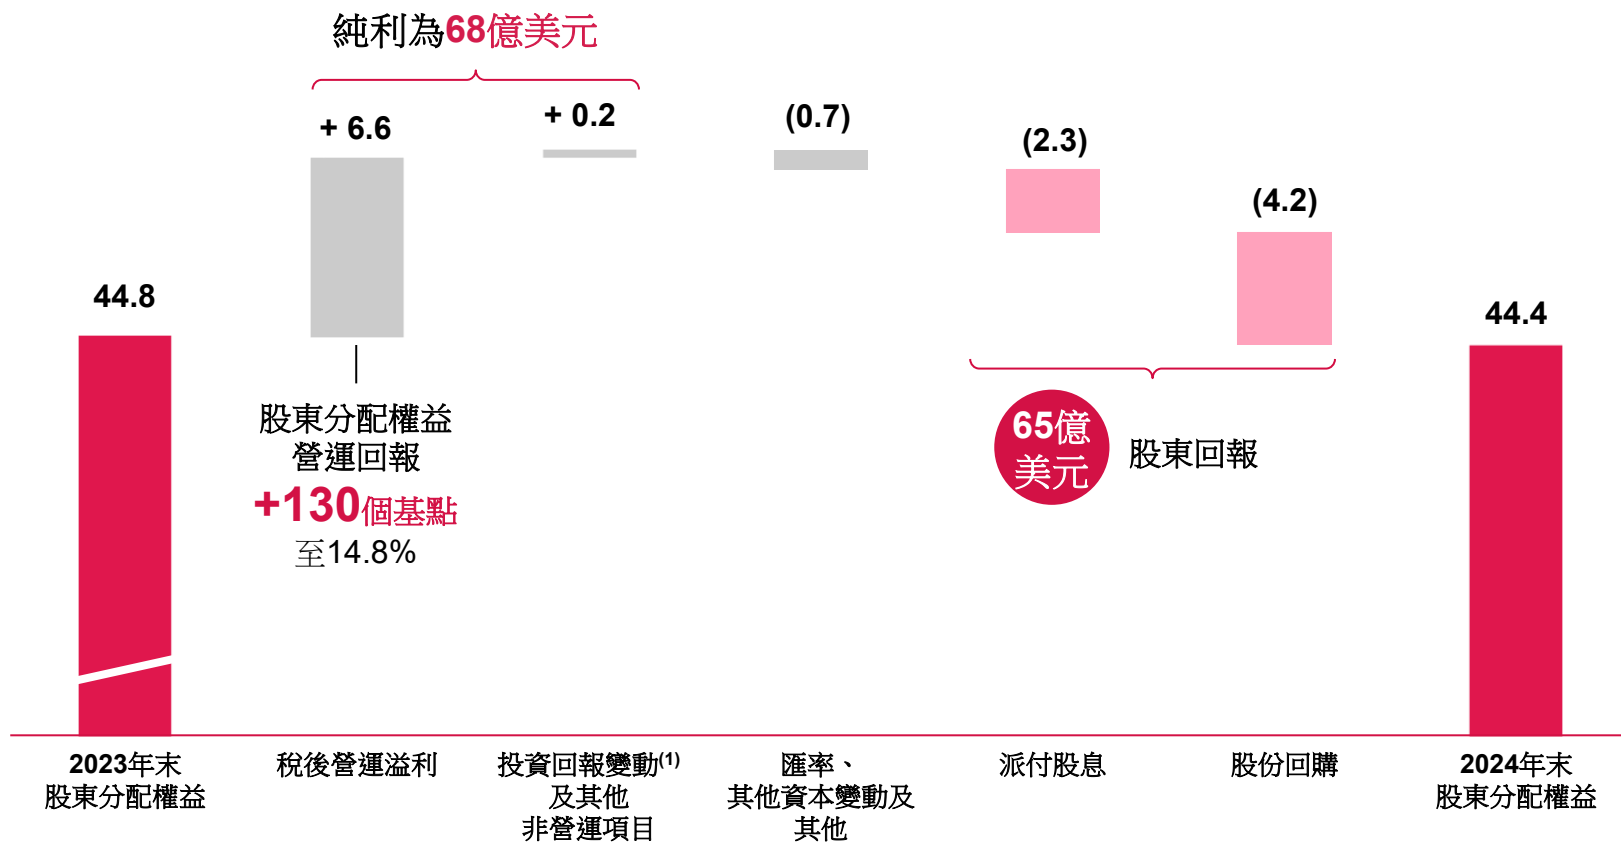 純利為68億美元
+ 6.6
+ 0.2
(0.7)
(2.3)
(4.2)
44.8
44.4
股東分配權益
營運回報
+130個基點
至14.8%
65億
美元
股東回報
2023年末
股東分配權益
稅後營運溢利
投資回報變動(1)
及其他
非營運項目
匯率、
其他資本變動及
其他
派付股息
股份回購
2024年末
股東分配權益